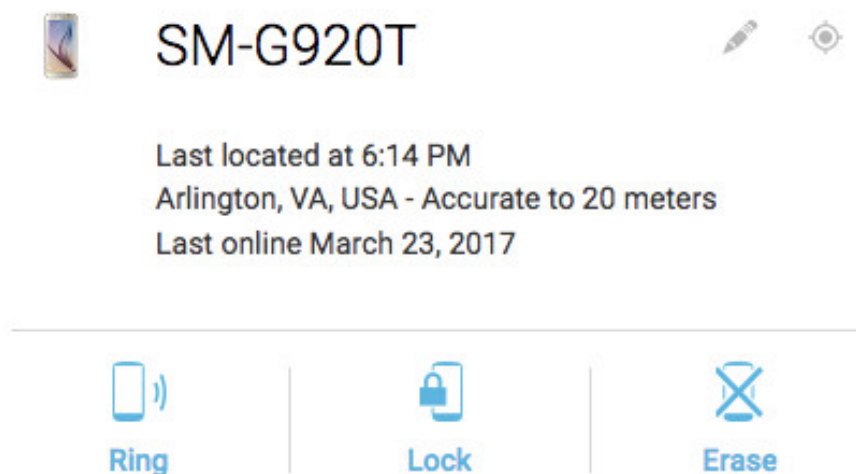 SM-G920T
Last located at 6:14 PM
Arlington, VA, USA - Accurate to 20 meters
Last online March 23, 2017
Ring
Lock
Erase